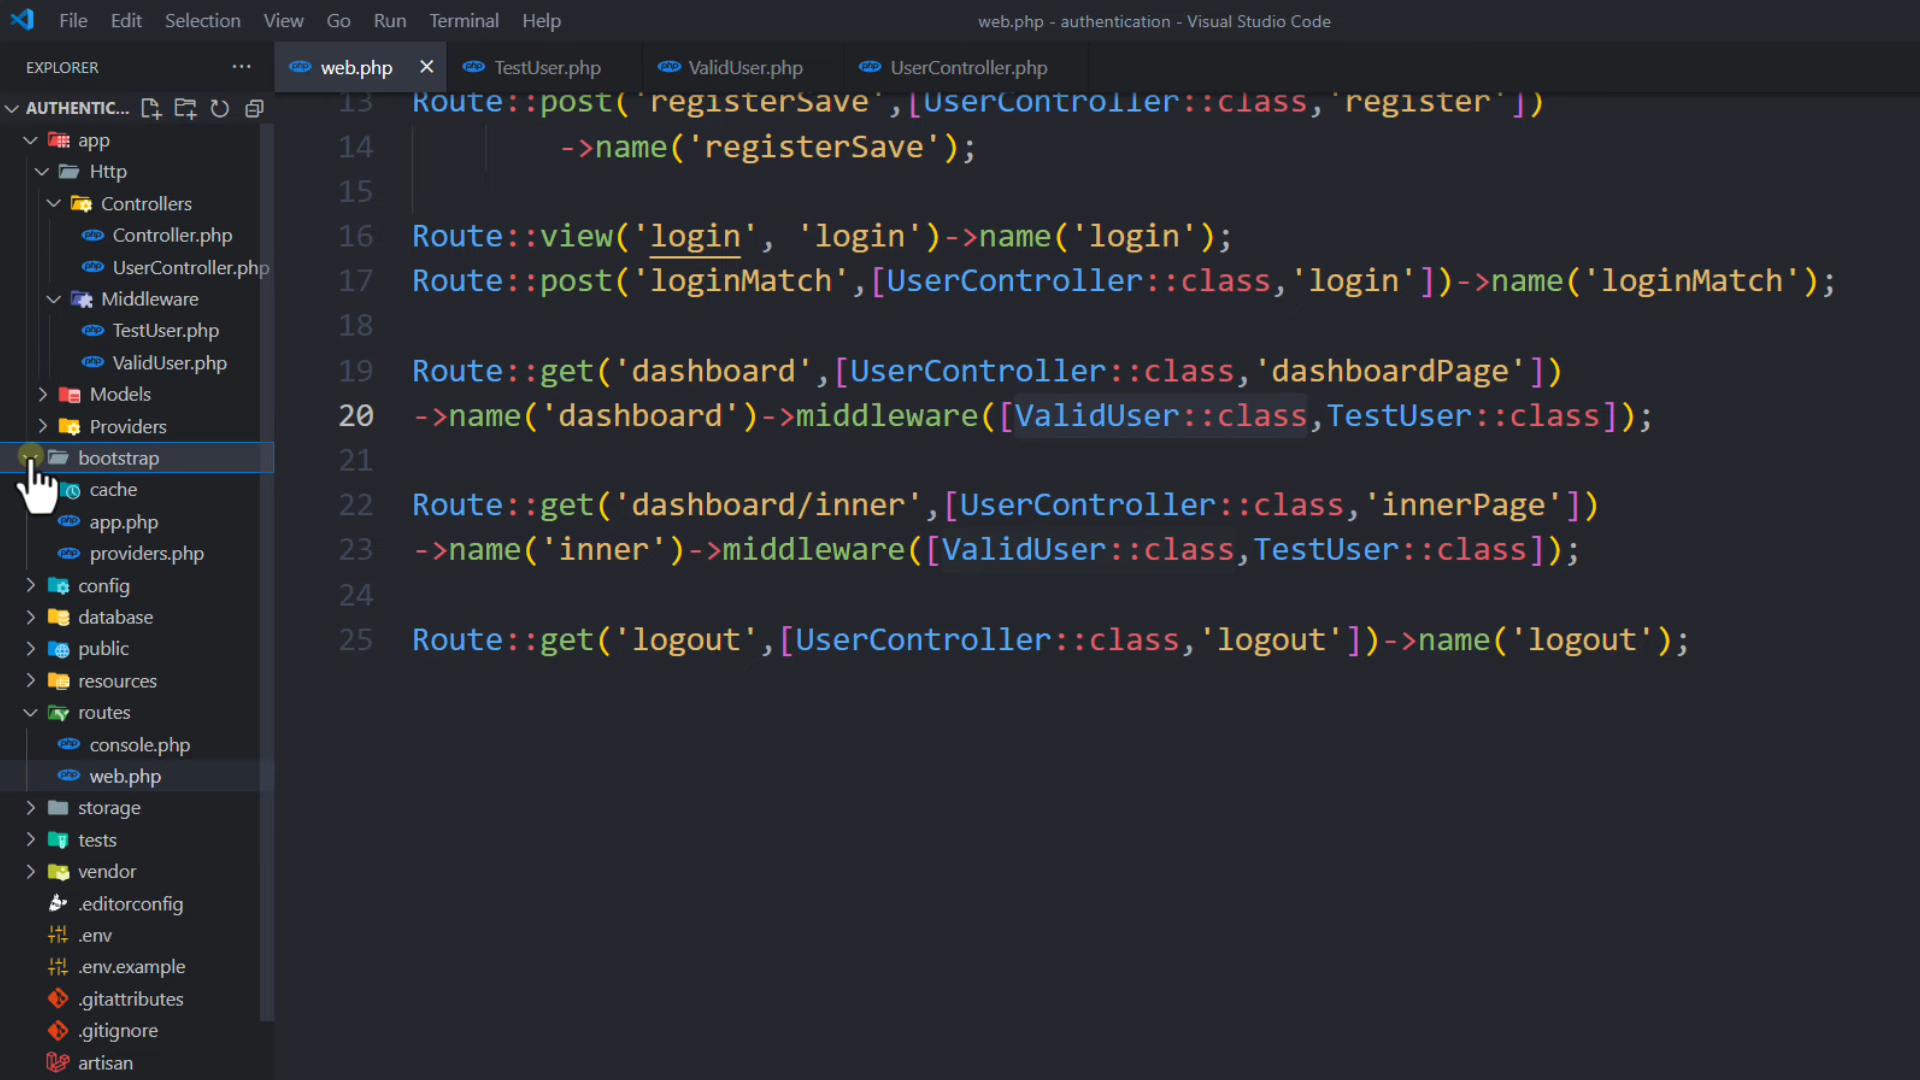 File Edit Selection View Go Run Terminal Help
web.php - authentication - Visual Studio Code
EXPLORER ···
web.php TestUser.php ValidUser.php UserController.php
AUTHENTIC...
app
Http
Controllers
Controller.php
UserController.php
Middleware
TestUser.php
ValidUser.php
Models
Providers
bootstrap
cache
app.php
providers.php
config
database
public
resources
routes
console.php
web.php
storage
tests
vendor
.editorconfig
.env
.env.example
.gitattributes
.gitignore
artisan
13 Route::post('registerSave',[UserController::class,'register'])
14 ->name('registerSave');
15
16 Route::view('login', 'login')->name('login');
17 Route::post('loginMatch',[UserController::class,'login'])->name('loginMatch');
18
19 Route::get('dashboard',[UserController::class,'dashboardPage'])
20 ->name('dashboard')->middleware([ValidUser::class,TestUser::class]);
21
22 Route::get('dashboard/inner',[UserController::class,'innerPage'])
23 ->name('inner')->middleware([ValidUser::class,TestUser::class]);
24
25 Route::get('logout',[UserController::class,'logout'])->name('logout');